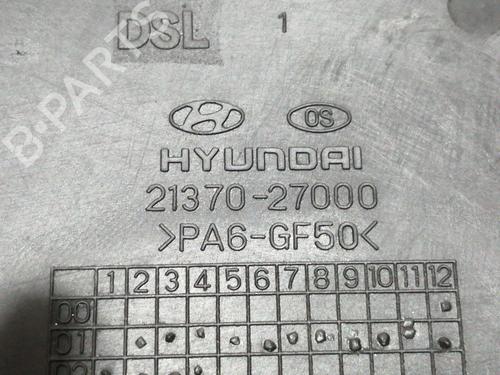 DSL 1
B-PARTS
OS
HYUNDAI
21370-27000
>PA6-GF50<
1 2 3 4 5 6 7 8 9 10 11 12
00
01
02